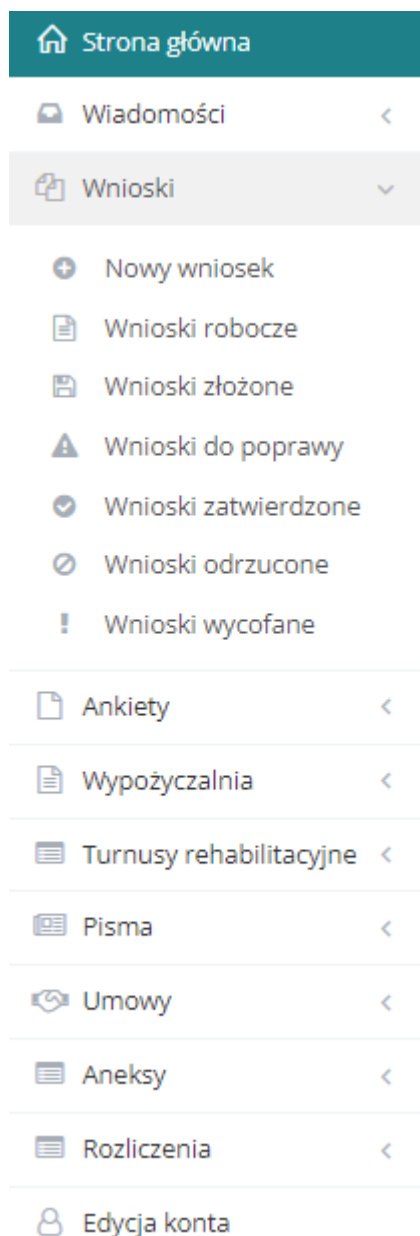 Strona główna
Wiadomości
Wnioski
Nowy wniosek
Wnioski robocze
Wnioski złożone
Wnioski do poprawy
Wnioski zatwierdzone
Wnioski odrzucone
Wnioski wycofane
Ankiety
Wypożyczalnia
Turnusy rehabilitacyjne
Pisma
Umowy
Aneksy
Rozliczenia
Edycja konta